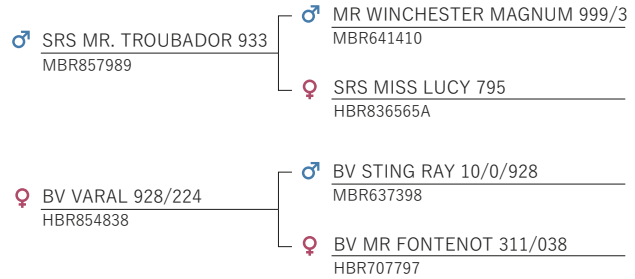 MR WINCHESTER MAGNUM 999/3
MBR641410
SRS MR. TROUBADOR 933
MBR857989
SRS MISS LUCY 795
HBR836565A
BV STING RAY 10/0/928
MBR637398
BV VARAL 928/224
HBR854838
BV MR FONTENOT 311/038
HBR707797